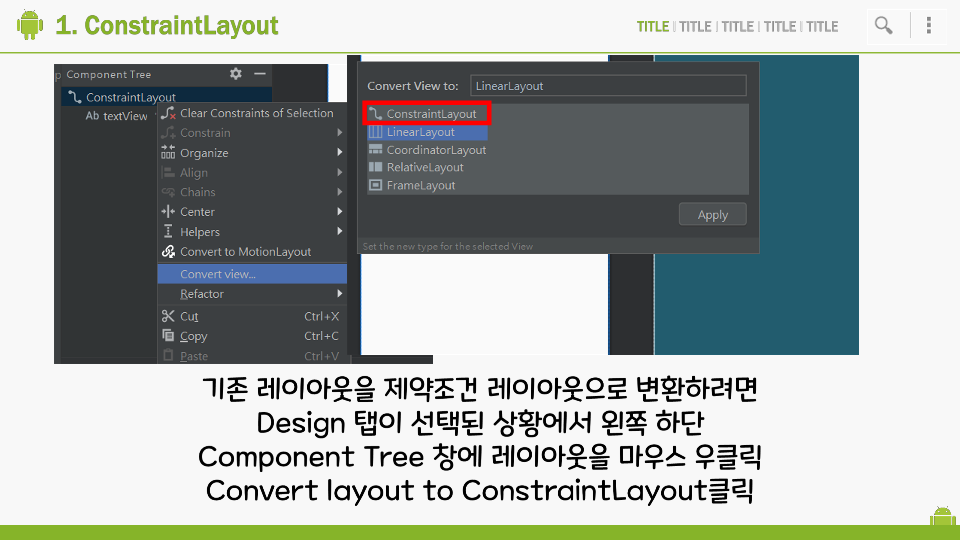 1. ConstraintLayout
TITLE || TITLE | TITLE | TITLE | TITLE
Component Tree
ConstraintLayout
Ab textView
Clear Constraints of Selection
Constrain
Organize
Align
Chains
Center
Helpers
Convert to MotionLayout
Convert view...
Refactor
Cut Ctrl+X
Copy Ctrl+C
Paste Ctrl+V
Convert View to: LinearLayout
ConstraintLayout
LinearLayout
CoordinatorLayout
RelativeLayout
FrameLayout
Apply
Set the new type for the selected View
기존 레이아웃을 제약조건 레이아웃으로 변환하려면
Design 탭이 선택된 상황에서 왼쪽 하단
Component Tree 창에 레이아웃을 마우스 우클릭
Convert layout to ConstraintLayout클릭